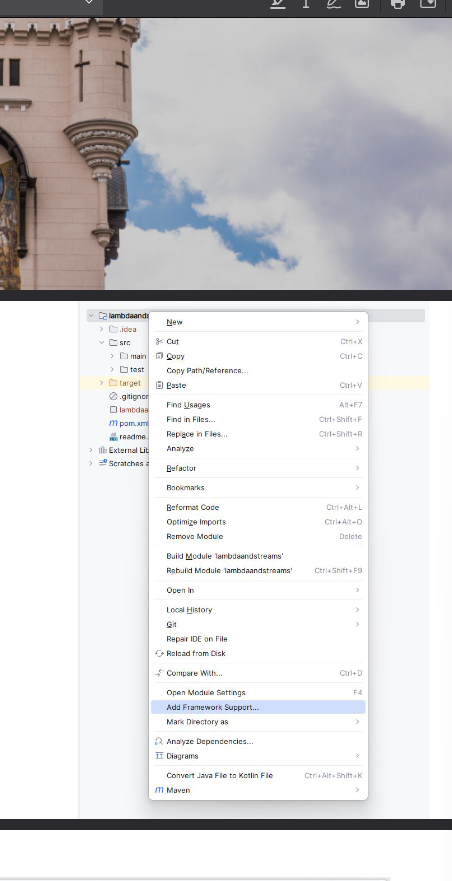 lambdaands
.idea
src
main
test
target
.gitignor
lambdaa
pom.xml
readme.
External Lib
Scratches a
New
Cut Ctrl+X
Copy Ctrl+C
Copy Path/Reference...
Paste Ctrl+V
Find Usages Alt+F7
Find in Files... Ctrl+Shift+F
Replace in Files... Ctrl+Shift+R
Analyze
Refactor
Bookmarks
Reformat Code Ctrl+Alt+L
Optimize Imports Ctrl+Alt+O
Remove Module Delete
Build Module 'lambdaandstreams'
Rebuild Module 'lambdaandstreams' Ctrl+Shift+F9
Open In
Local History
Git
Repair IDE on File
Reload from Disk
Compare With... Ctrl+D
Open Module Settings F4
Add Framework Support...
Mark Directory as
Analyze Dependencies...
Diagrams
Convert Java File to Kotlin File Ctrl+Alt+Shift+K
Maven